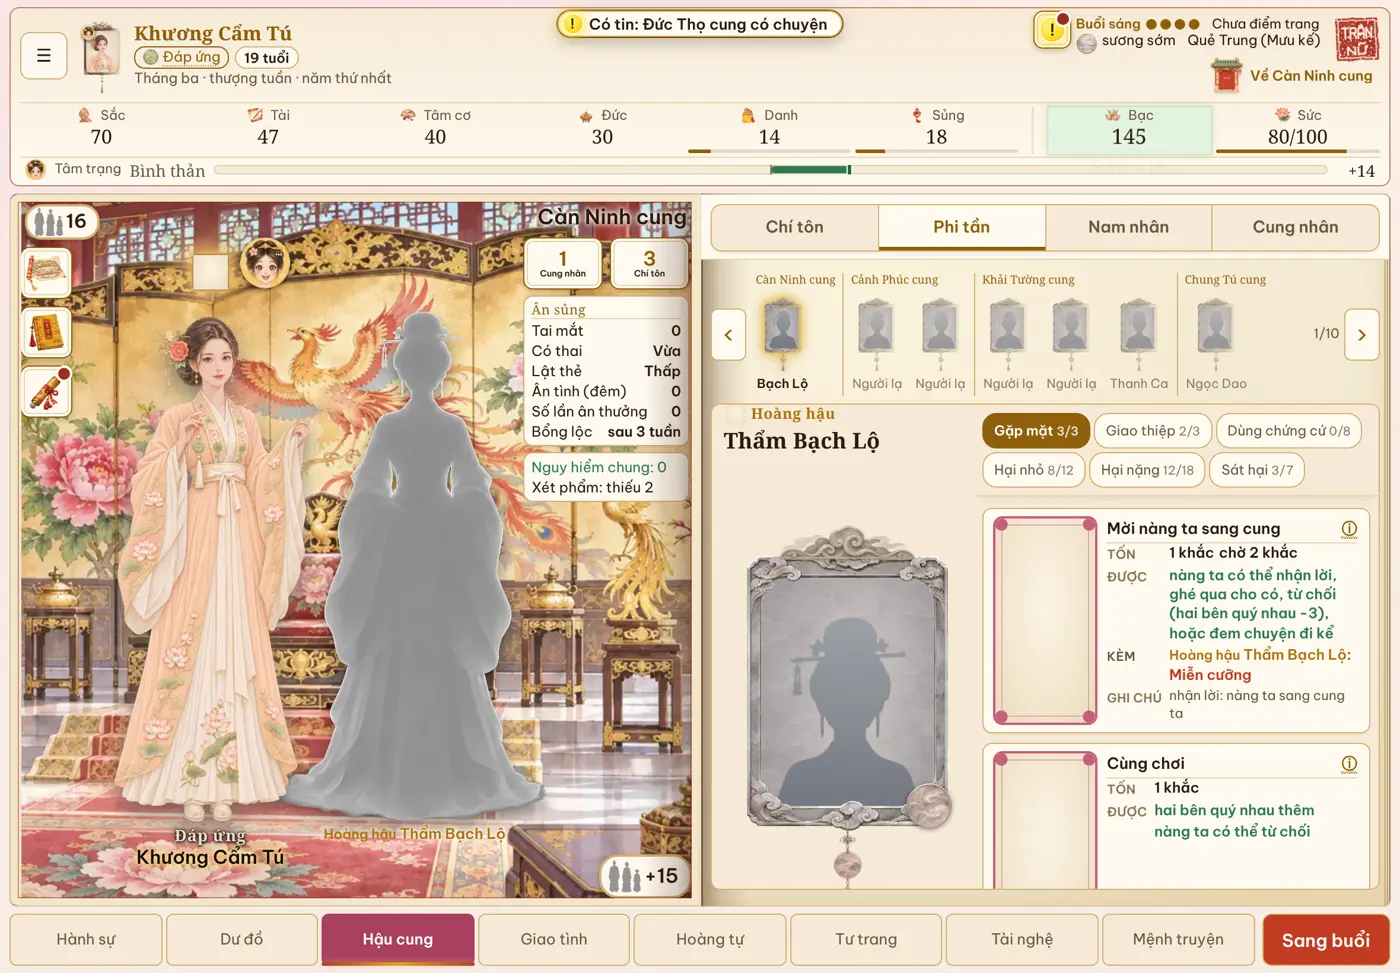 Khương Cẩm Tú
Đáp ứng
19 tuổi
Tháng ba · thượng tuần · năm thứ nhất
! Có tin: Đức Thọ cung có chuyện
!
Buổi sáng
Chưa điểm trang
sương sớm
Quẻ Trung (Mưu kế)
TRÂN NỮ
Về Càn Ninh cung
Sắc
70
Tài
47
Tâm cơ
40
Đức
30
Danh
14
Sủng
18
Bạc
145
Sức
80/100
Tâm trạng Bình thản
+14
16
Càn Ninh cung
1
Cung nhân
3
Chí tôn
Ân sủng
Tai mắt 0
Có thai Vừa
Lật thẻ Thấp
Ân tình (đêm) 0
Số lần ân thưởng 0
Bổng lộc sau 3 tuần
Nguy hiểm chung: 0
Xét phẩm: thiếu 2
Đáp ứng
Khương Cẩm Tú
Hoàng hậu Thẩm Bạch Lộ
+15
Chí tôn
Phi tần
Nam nhân
Cung nhân
Càn Ninh cung
Cảnh Phúc cung
Khải Tường cung
Chung Tú cung
Bạch Lộ
Người lạ
Người lạ
Người lạ
Người lạ
Thanh Ca
Ngọc Dao
1/10
Hoàng hậu
Thẩm Bạch Lộ
Gặp mặt 3/3
Giao thiệp 2/3
Dùng chứng cứ 0/8
Hại nhỏ 8/12
Hại nặng 12/18
Sát hại 3/7
Mời nàng ta sang cung
TỐN 1 khắc chờ 2 khắc
ĐƯỢC nàng ta có thể nhận lời,
ghé qua cho có, từ chối
(hai bên quý nhau -3),
hoặc đem chuyện đi kể
KÈM Hoàng hậu Thẩm Bạch Lộ:
Miễn cưỡng
GHI CHÚ nhận lời: nàng ta sang cung
ta
Cùng chơi
TỐN 1 khắc
ĐƯỢC hai bên quý nhau thêm
nàng ta có thể từ chối
Hành sự
Dư đồ
Hậu cung
Giao tình
Hoàng tự
Tư trang
Tài nghệ
Mệnh truyện
Sang buổi